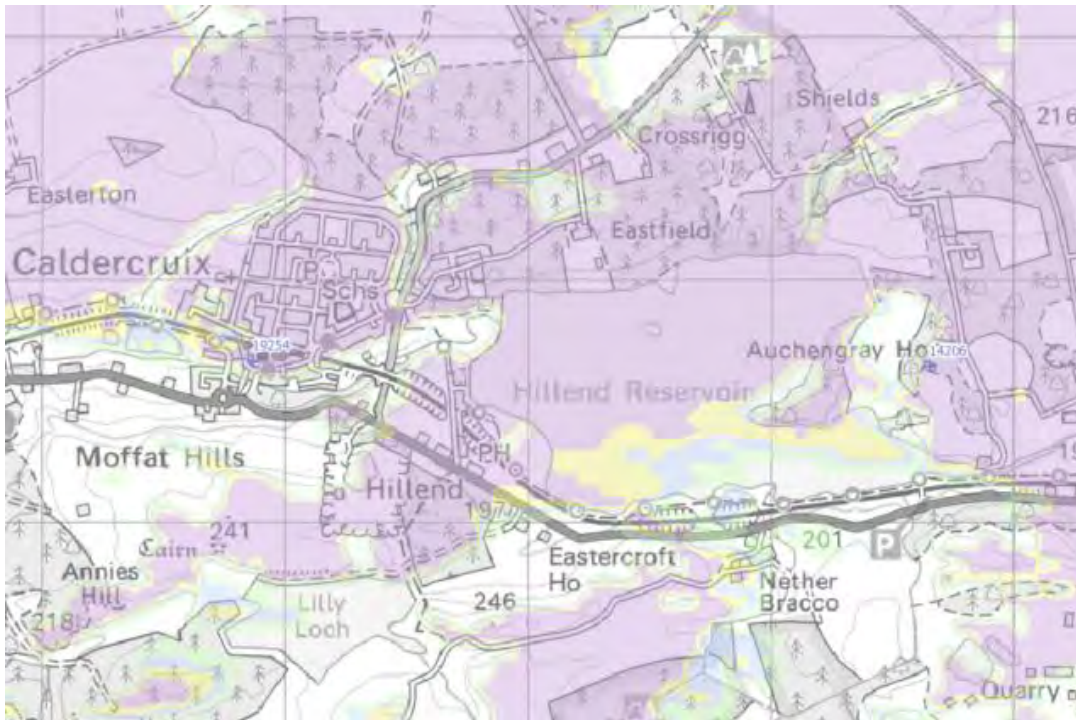 Shields
216
Crossrigg
Easterton
Eastfield
Caldercruix
P
Schs
19254
Auchengray Ho
14206
Hillend Reservoir
PH
Moffat Hills
Hillend
197
241
Cairn
201
P
Eastercroft
Ho
Annies
Hill
Nether
Bracco
Lilly
Loch
246
218
Quarry